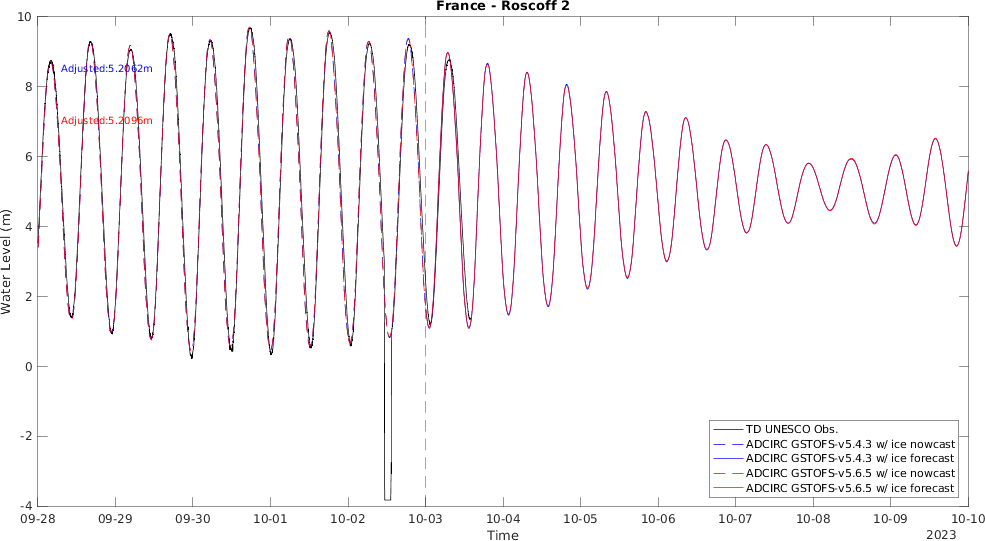 France - Roscoff 2
10
8
6
4
2
0
-2
-4
Water Level (m)
Adjusted:5.2062m
Adjusted:5.2096m
TD UNESCO Obs.
ADCIRC GSTOFS-v5.4.3 w/ ice nowcast
ADCIRC GSTOFS-v5.4.3 w/ ice forecast
ADCIRC GSTOFS-v5.6.5 w/ ice nowcast
ADCIRC GSTOFS-v5.6.5 w/ ice forecast
09-28 09-29 09-30 10-01 10-02 10-03 10-04 10-05 10-06 10-07 10-08 10-09 10-10
Time
2023